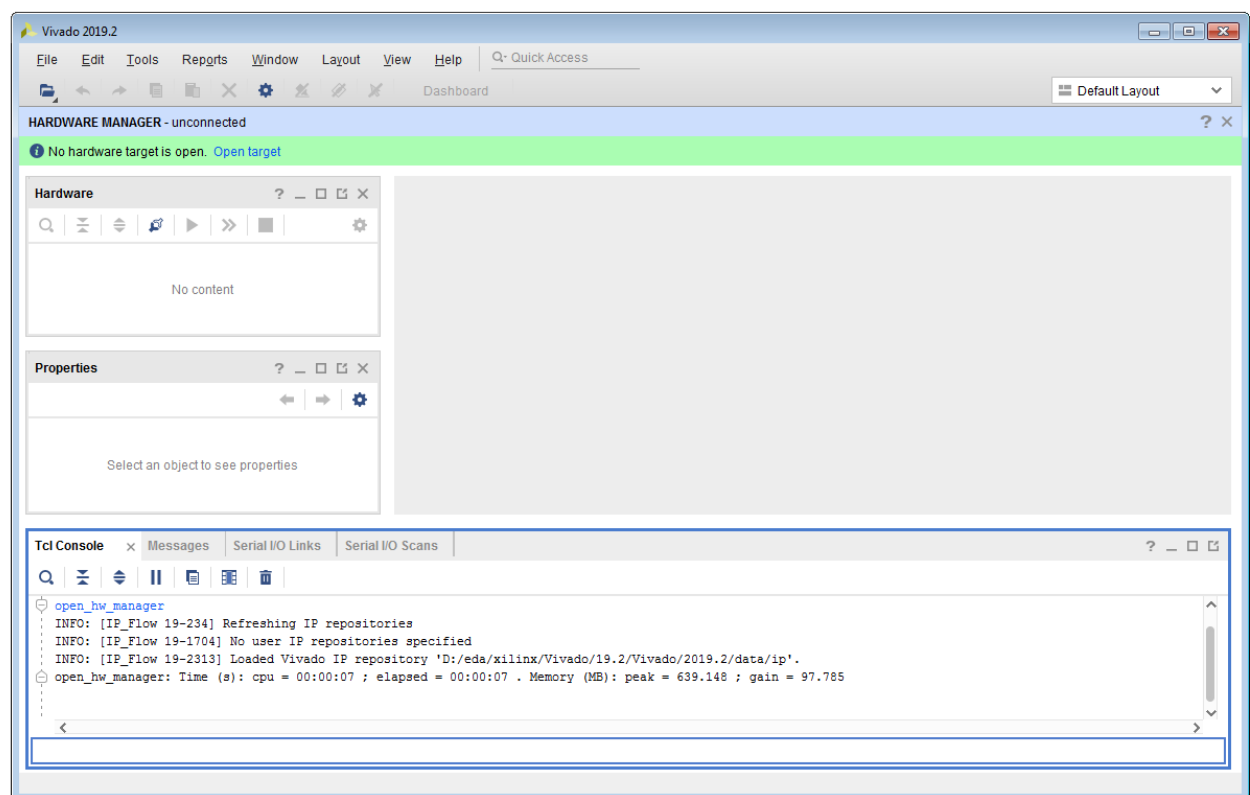 Vivado 2019.2
File Edit Tools Reports Window Layout View Help Q- Quick Access
Dashboard Default Layout
HARDWARE MANAGER - unconnected ? ×
No hardware target is open. Open target
Hardware
No content
Properties
Select an object to see properties
Tcl Console × Messages Serial I/O Links Serial I/O Scans
open_hw_manager
INFO: [IP_Flow 19-234] Refreshing IP repositories
INFO: [IP_Flow 19-1704] No user IP repositories specified
INFO: [IP_Flow 19-2313] Loaded Vivado IP repository 'D:/eda/xilinx/Vivado/19.2/Vivado/2019.2/data/ip'.
open_hw_manager: Time (s): cpu = 00:00:07 ; elapsed = 00:00:07 . Memory (MB): peak = 639.148 ; gain = 97.785